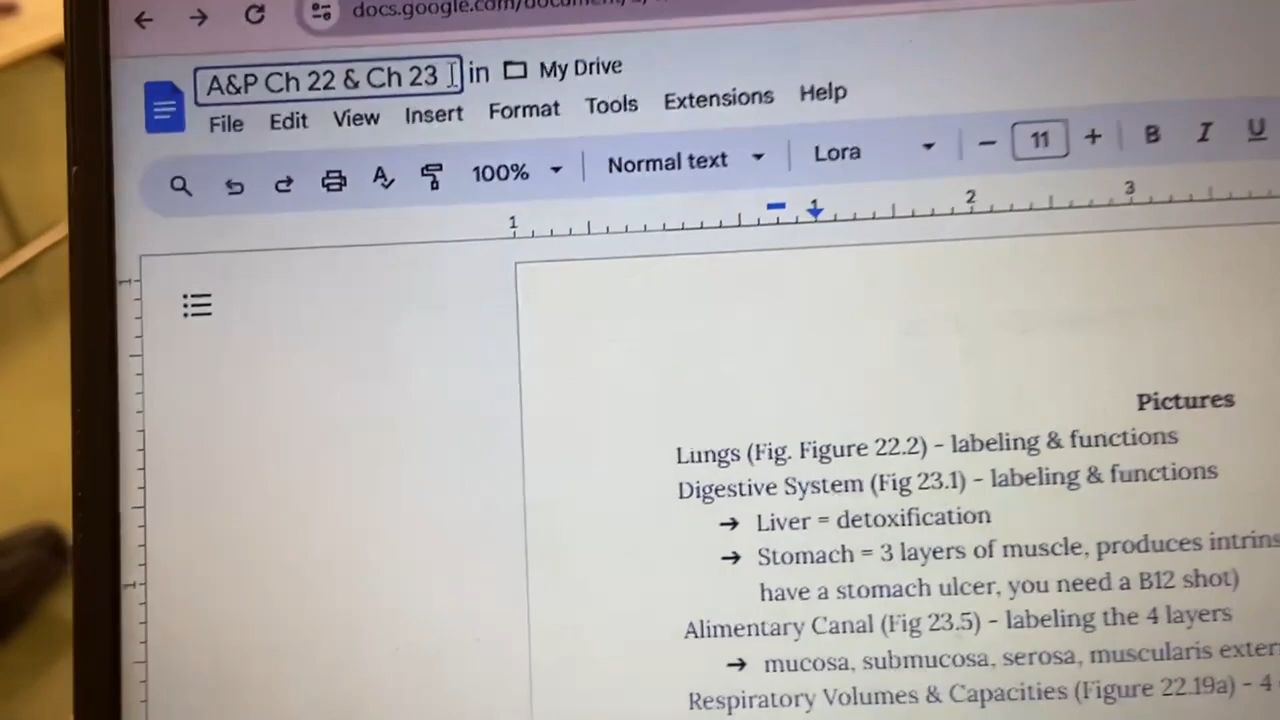 docs.google.com/document/
A&P Ch 22 & Ch 23 in My Drive
File Edit View Insert Format Tools Extensions Help
100% Normal text Lora 11 B I U
1 1 2 3
Pictures
Lungs (Fig. Figure 22.2) - labeling & functions
Digestive System (Fig 23.1) - labeling & functions
→ Liver = detoxification
→ Stomach = 3 layers of muscle, produces
have a stomach ulcer, you need a B12 shot)
Alimentary Canal (Fig 23.5) - labeling the 4 layers
→ mucosa, submucosa, serosa, muscularis
1
1
Respiratory Volumes & Capacities (Figure 22.19a) - 4